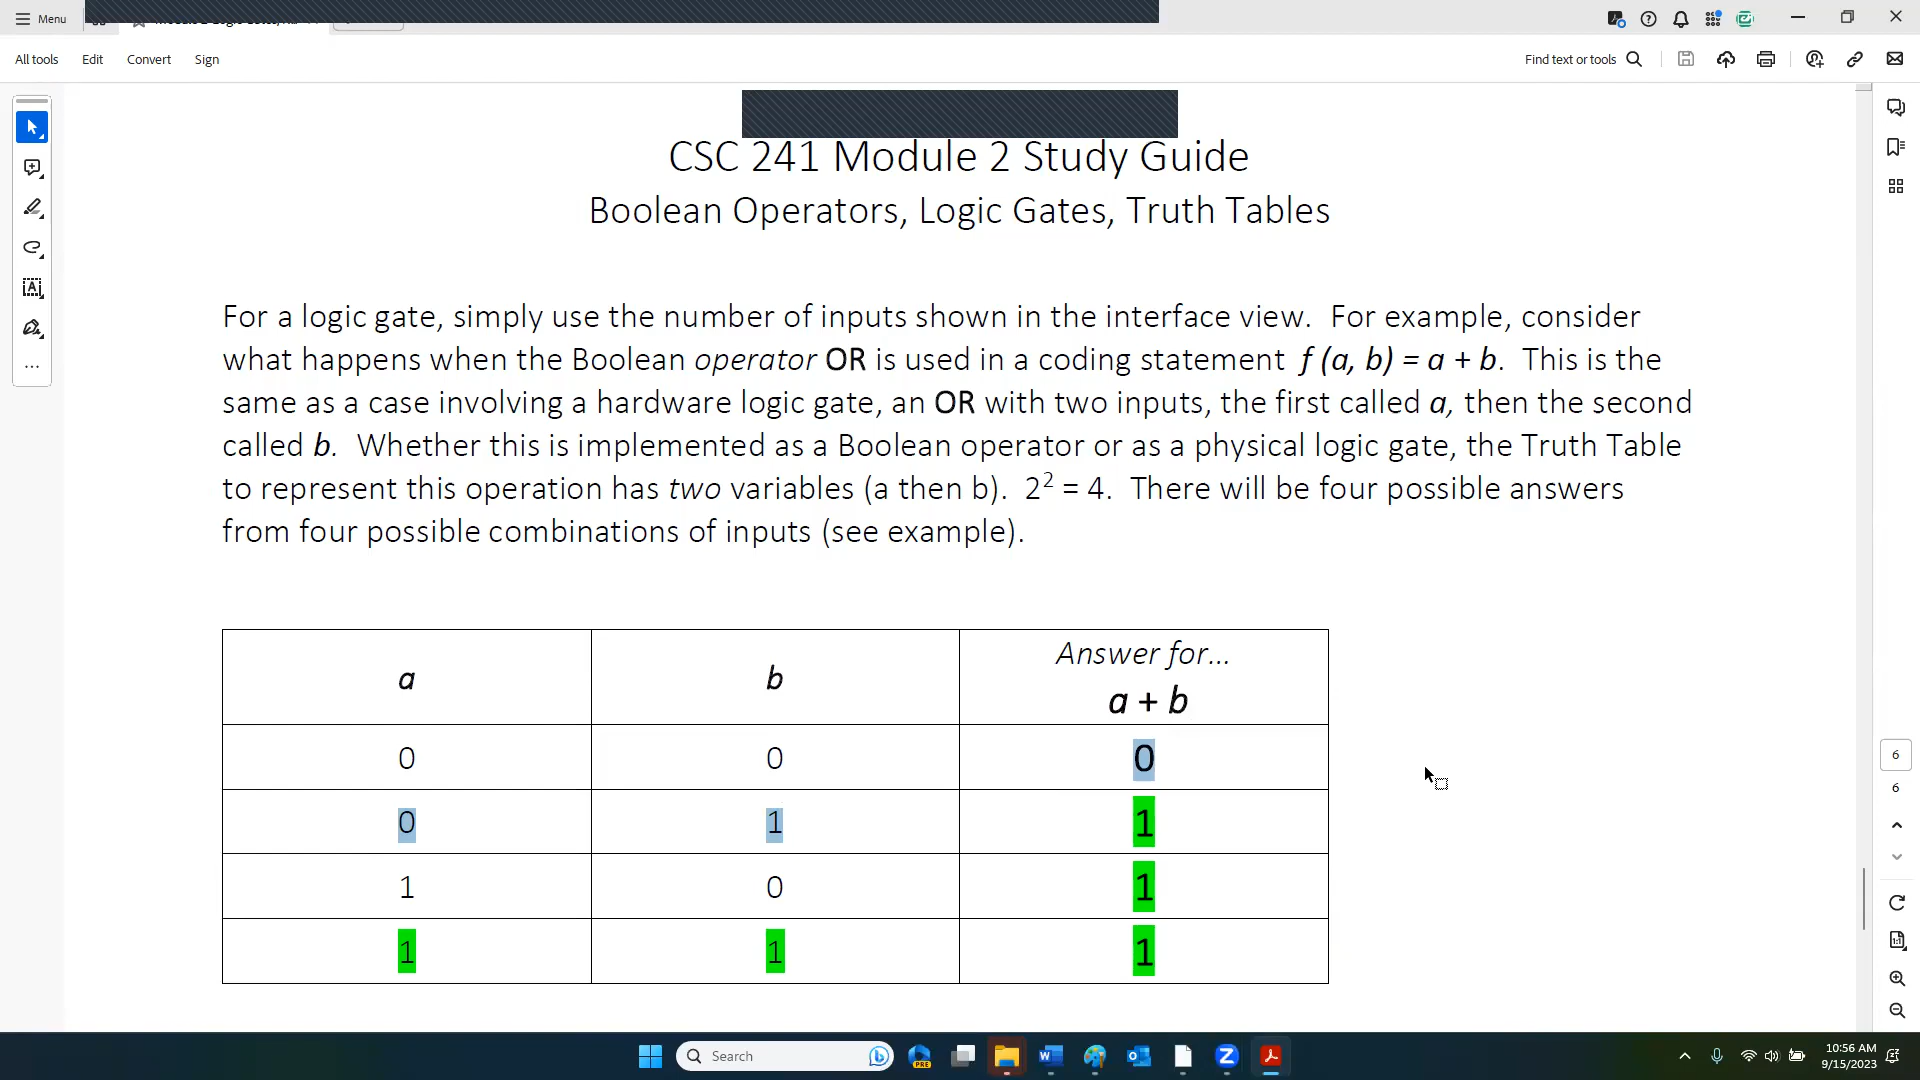 Menu
All tools
Edit
Convert
Sign
Find text or tools
CSC 241 Module 2 Study Guide
Boolean Operators, Logic Gates, Truth Tables
For a logic gate, simply use the number of inputs shown in the interface view. For example, consider
what happens when the Boolean operator OR is used in a coding statement f (a, b) = a + b. This is the
same as a case involving a hardware logic gate, an OR with two inputs, the first called a, then the second
called b. Whether this is implemented as a Boolean operator or as a physical logic gate, the Truth Table
to represent this operation has two variables (a then b). 2² = 4. There will be four possible answers
from four possible combinations of inputs (see example).
a b Answer for...
a + b
0 0 0
0 1 1
1 0 1
1 1 1
6
6
Search
PRE
10:56 AM
9/15/2023